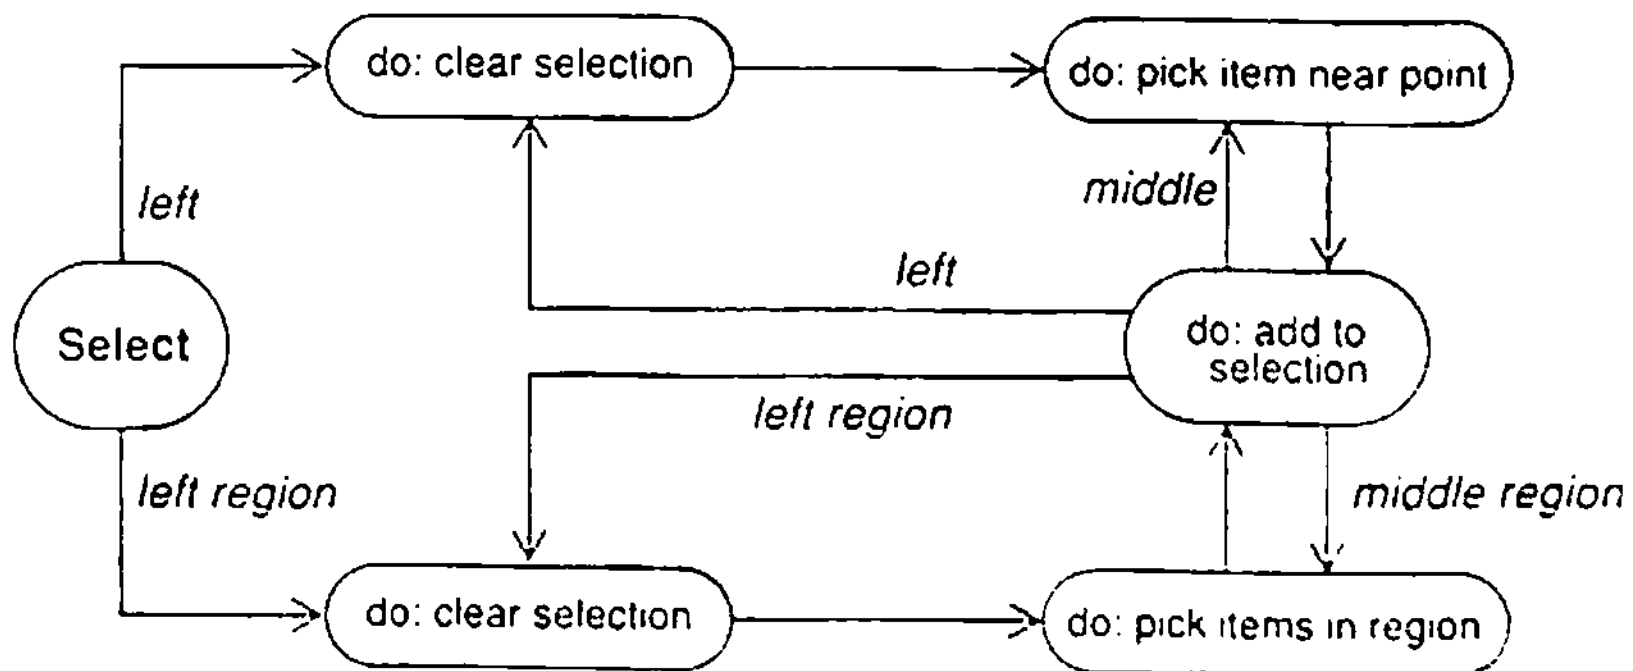 do: clear selection
do: pick item near point
left
middle
left
Select
do: add to
selection
left region
left region
middle region
do: clear selection
do: pick items in region